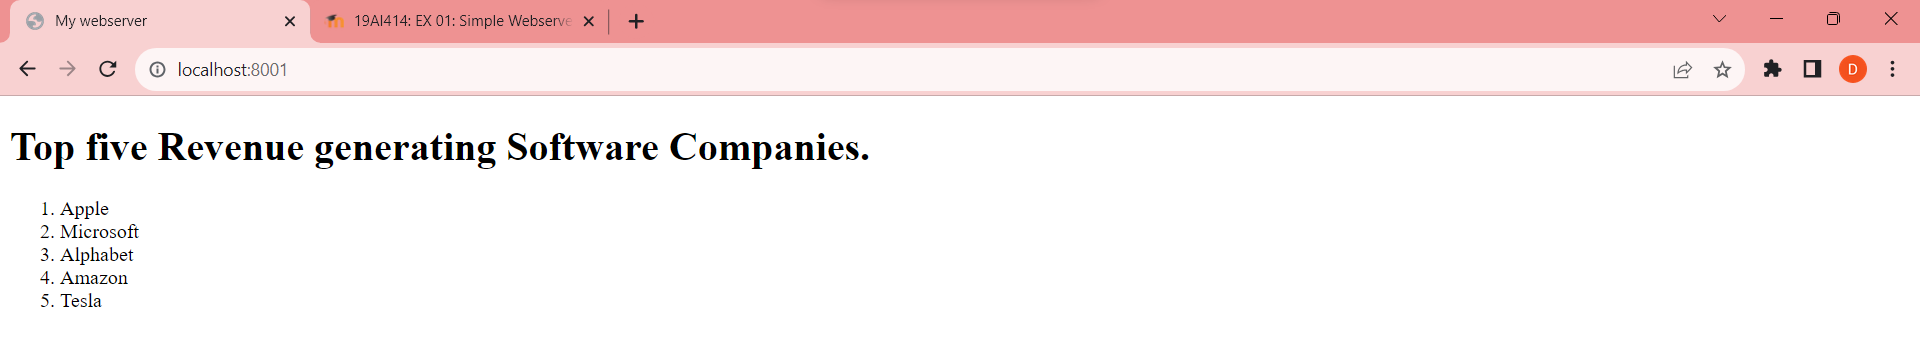 My webserver
19AI414: EX 01: Simple Webserve
localhost:8001
D
Top five Revenue generating Software Companies.
1. Apple
2. Microsoft
3. Alphabet
4. Amazon
5. Tesla